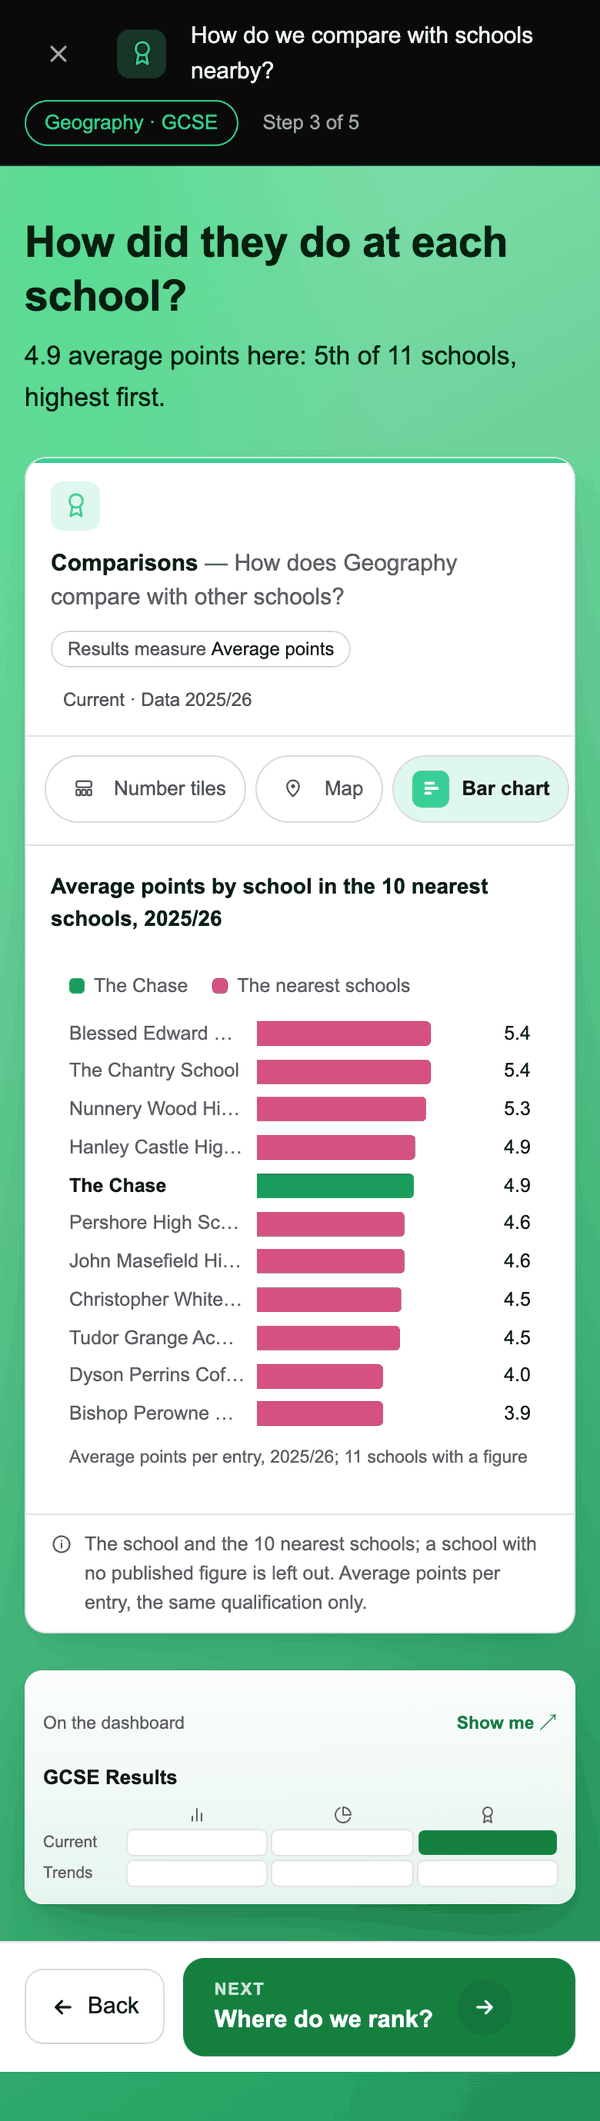 How do we compare with schools
nearby?
Geography · GCSE
Step 3 of 5
How did they do at each
school?
4.9 average points here: 5th of 11 schools,
highest first.
Comparisons — How does Geography
compare with other schools?
Results measure Average points
Current · Data 2025/26
Number tiles
Map
Bar chart
Average points by school in the 10 nearest
schools, 2025/26
The Chase
The nearest schools
Blessed Edward … 5.4
The Chantry School 5.4
Nunnery Wood Hi… 5.3
Hanley Castle Hig… 4.9
The Chase 4.9
Pershore High Sc… 4.6
John Masefield Hi… 4.6
Christopher White… 4.5
Tudor Grange Ac… 4.5
Dyson Perrins Cof… 4.0
Bishop Perowne … 3.9
Average points per entry, 2025/26; 11 schools with a figure
The school and the 10 nearest schools; a school with
no published figure is left out. Average points per
entry, the same qualification only.
On the dashboard
Show me
GCSE Results
Current
Trends
Back
NEXT
Where do we rank?